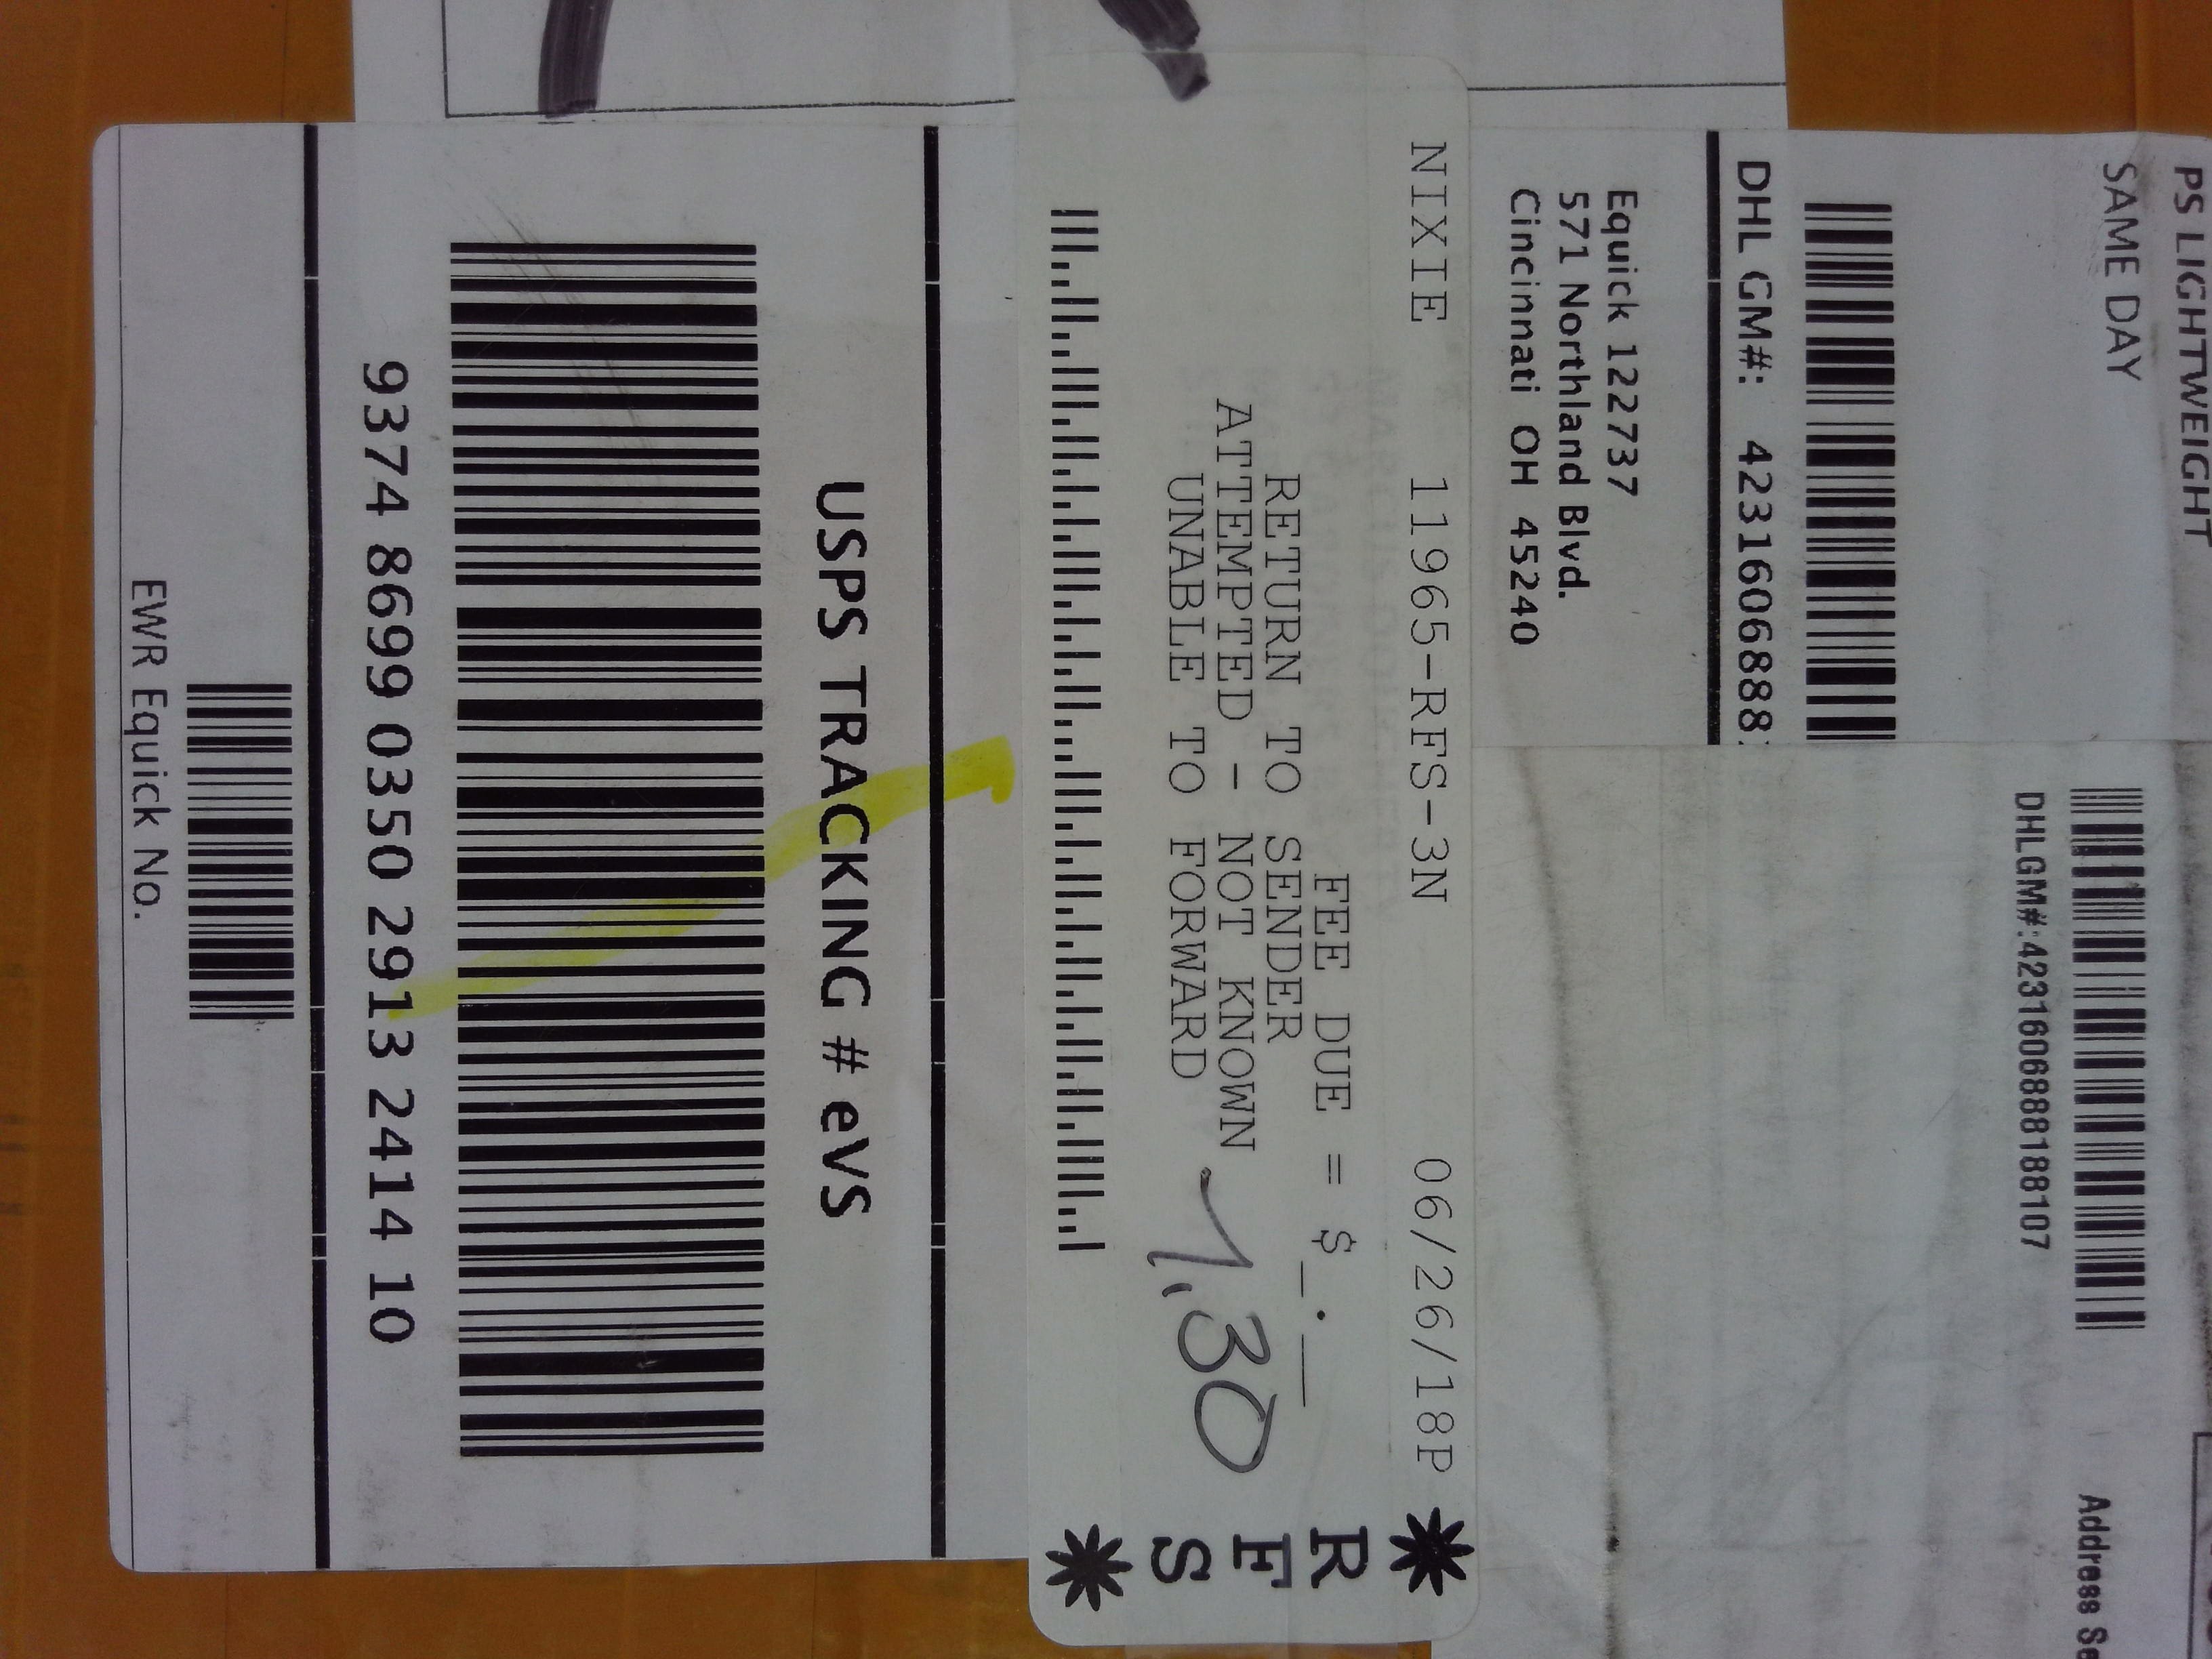 PS LIGHTWEIGHT
SAME DAY
DHL GM#: 4231606888
Equick 122737
571 Northland Blvd.
Cincinnati OH 45240
DHLGM#:4231606888188107
Address
NIXIE 11965-RFS-3N 06/26/18P
FEE DUE = $_.__
RETURN TO SENDER
ATTEMPTED - NOT KNOWN
UNABLE TO FORWARD
1,30
* R F S *
USPS TRACKING # eVS
9374 8699 0350 2913 2414 10
EWR Equick No.